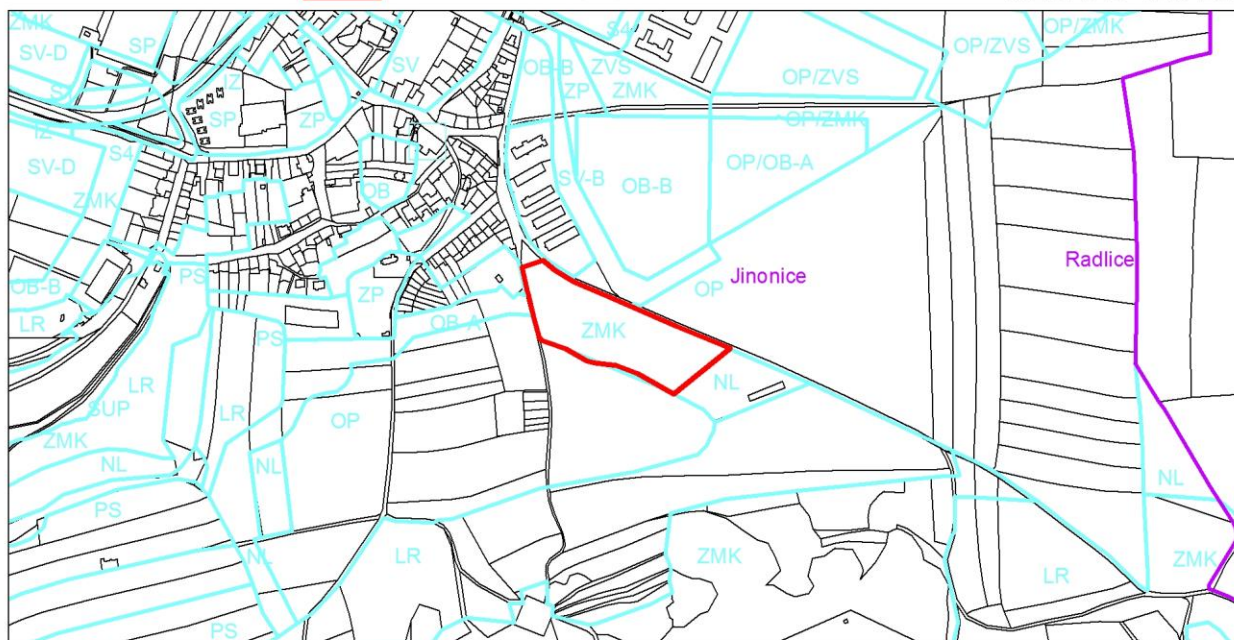 ZMK
SV-D
SP
SV
S4
OP/ZVS
OP/ZMK
IZ
OB-B
ZVS
OP/ZVS
ZP
ZMK
SP
ZP
OP/ZMK
IZ
S4
SV-D
OP/OB-A
SV-B
OB-B
OB
ZMK
Radlice
PS
Jinonice
OB-B
ZP
OP
LR
OB-A
ZMK
PS
LR
NL
SUP
LR
OP
ZMK
NL
NL
NL
PS
NL
LR
ZMK
ZMK
LR
PS